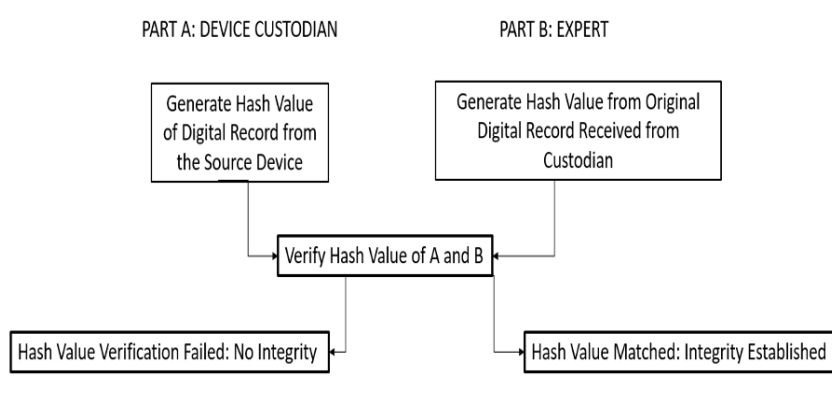 PART A: DEVICE CUSTODIAN
PART B: EXPERT
Generate Hash Value
of Digital Record from
the Source Device
Generate Hash Value from Original
Digital Record Received from
Custodian
Verify Hash Value of A and B
Hash Value Verification Failed: No Integrity
Hash Value Matched: Integrity Established